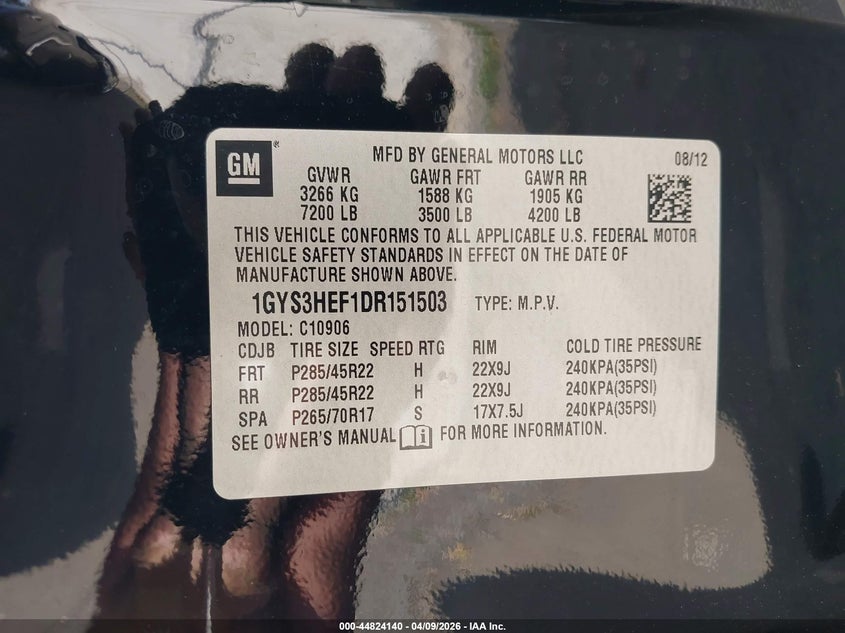 GM
MFD BY GENERAL MOTORS LLC 08/12
GVWR GAWR FRT GAWR RR
3266 KG 1588 KG 1905 KG
7200 LB 3500 LB 4200 LB
THIS VEHICLE CONFORMS TO ALL APPLICABLE U.S. FEDERAL MOTOR
VEHICLE SAFETY STANDARDS IN EFFECT ON THE DATE OF
MANUFACTURE SHOWN ABOVE.
1GYS3HEF1DR151503 TYPE: M.P.V.
MODEL: C10906
CDJB TIRE SIZE SPEED RTG RIM COLD TIRE PRESSURE
FRT P285/45R22 H 22X9J 240KPA(35PSI)
RR P285/45R22 H 22X9J 240KPA(35PSI)
SPA P265/70R17 S 17X7.5J 240KPA(35PSI)
SEE OWNER'S MANUAL i FOR MORE INFORMATION.
000-44824140 - 04/09/2026 - IAA Inc.